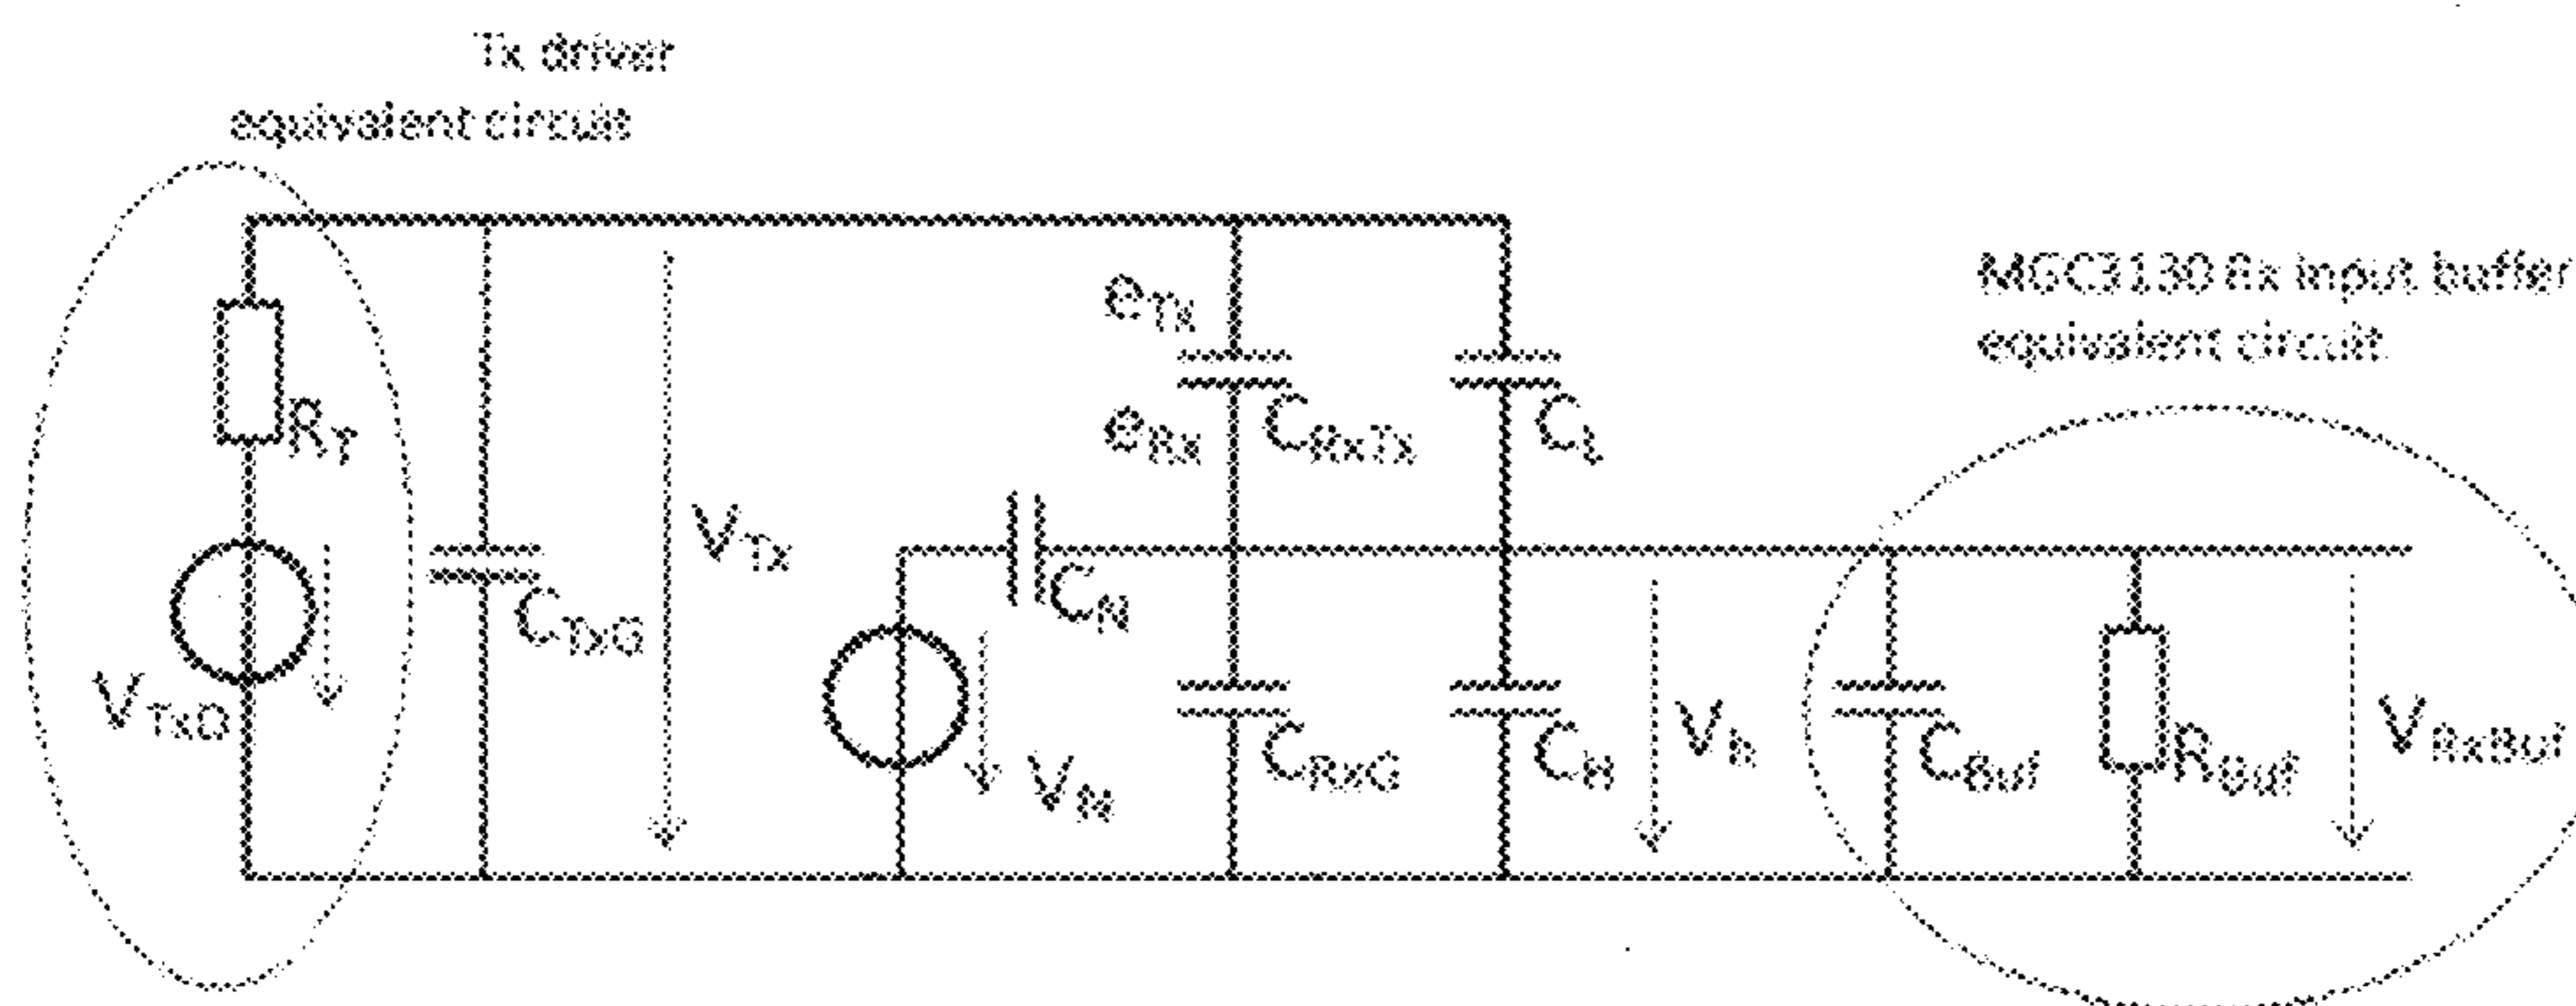 Tx driver
equivalent circuit
MGC3130 Rx input buffer
equivalent circuit
eTx
eRx
CRxTx
CL
RT
VTx
CN
CTxG
VTxD
VN
CRxG
CH
VR
CBuf
RBuf
VRxBuf